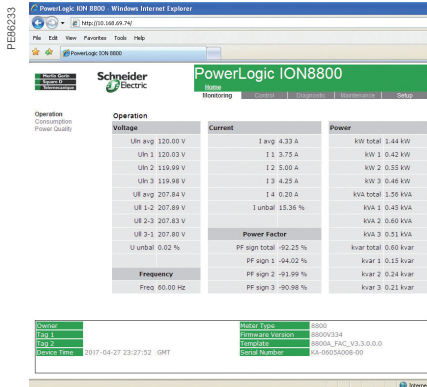 PE86233
PowerLogic ION 8800 - Windows Internet Explorer
http://10.168.69.74/
File Edit View Favorites Tools Help
PowerLogic ION 8800
Merlin Gerin
Square D
Telemecanique
Schneider
Electric
PowerLogic ION8800
Home
Monitoring Control Diagnostic Maintenance Setup
Operation
Consumption
Power Quality
Operation
Voltage
Uln avg 120.00 V
Uln 1 120.03 V
Uln 2 119.99 V
Uln 3 119.98 V
Ull avg 207.84 V
Ull 1-2 207.89 V
Ull 2-3 207.83 V
Ull 3-1 207.80 V
U unbal 0.02 %
Frequency
Freq 60.00 Hz
Current
I avg 4.33 A
I 1 3.75 A
I 2 5.00 A
I 3 4.25 A
I 4 0.20 A
I unbal 15.36 %
Power Factor
PF sign total -92.25 %
PF sign 1 -94.02 %
PF sign 2 -91.99 %
PF sign 3 -90.98 %
Power
kW total 1.44 kW
kW 1 0.42 kW
kW 2 0.55 kW
kW 3 0.46 kW
kVA total 1.56 kVA
kVA 1 0.45 kVA
kVA 2 0.60 kVA
kVA 3 0.51 kVA
kvar total 0.60 kvar
kvar 1 0.15 kvar
kvar 2 0.24 kvar
kvar 3 0.21 kvar
Owner
Tag 1
Tag 2
Device Time 2017-04-27 23:27:52 GMT
Meter Type 8800
Firmware Version 8800V334
Template 8800A_FAC_V3.3.0.0.0
Serial Number KA-0605A008-00
Interne